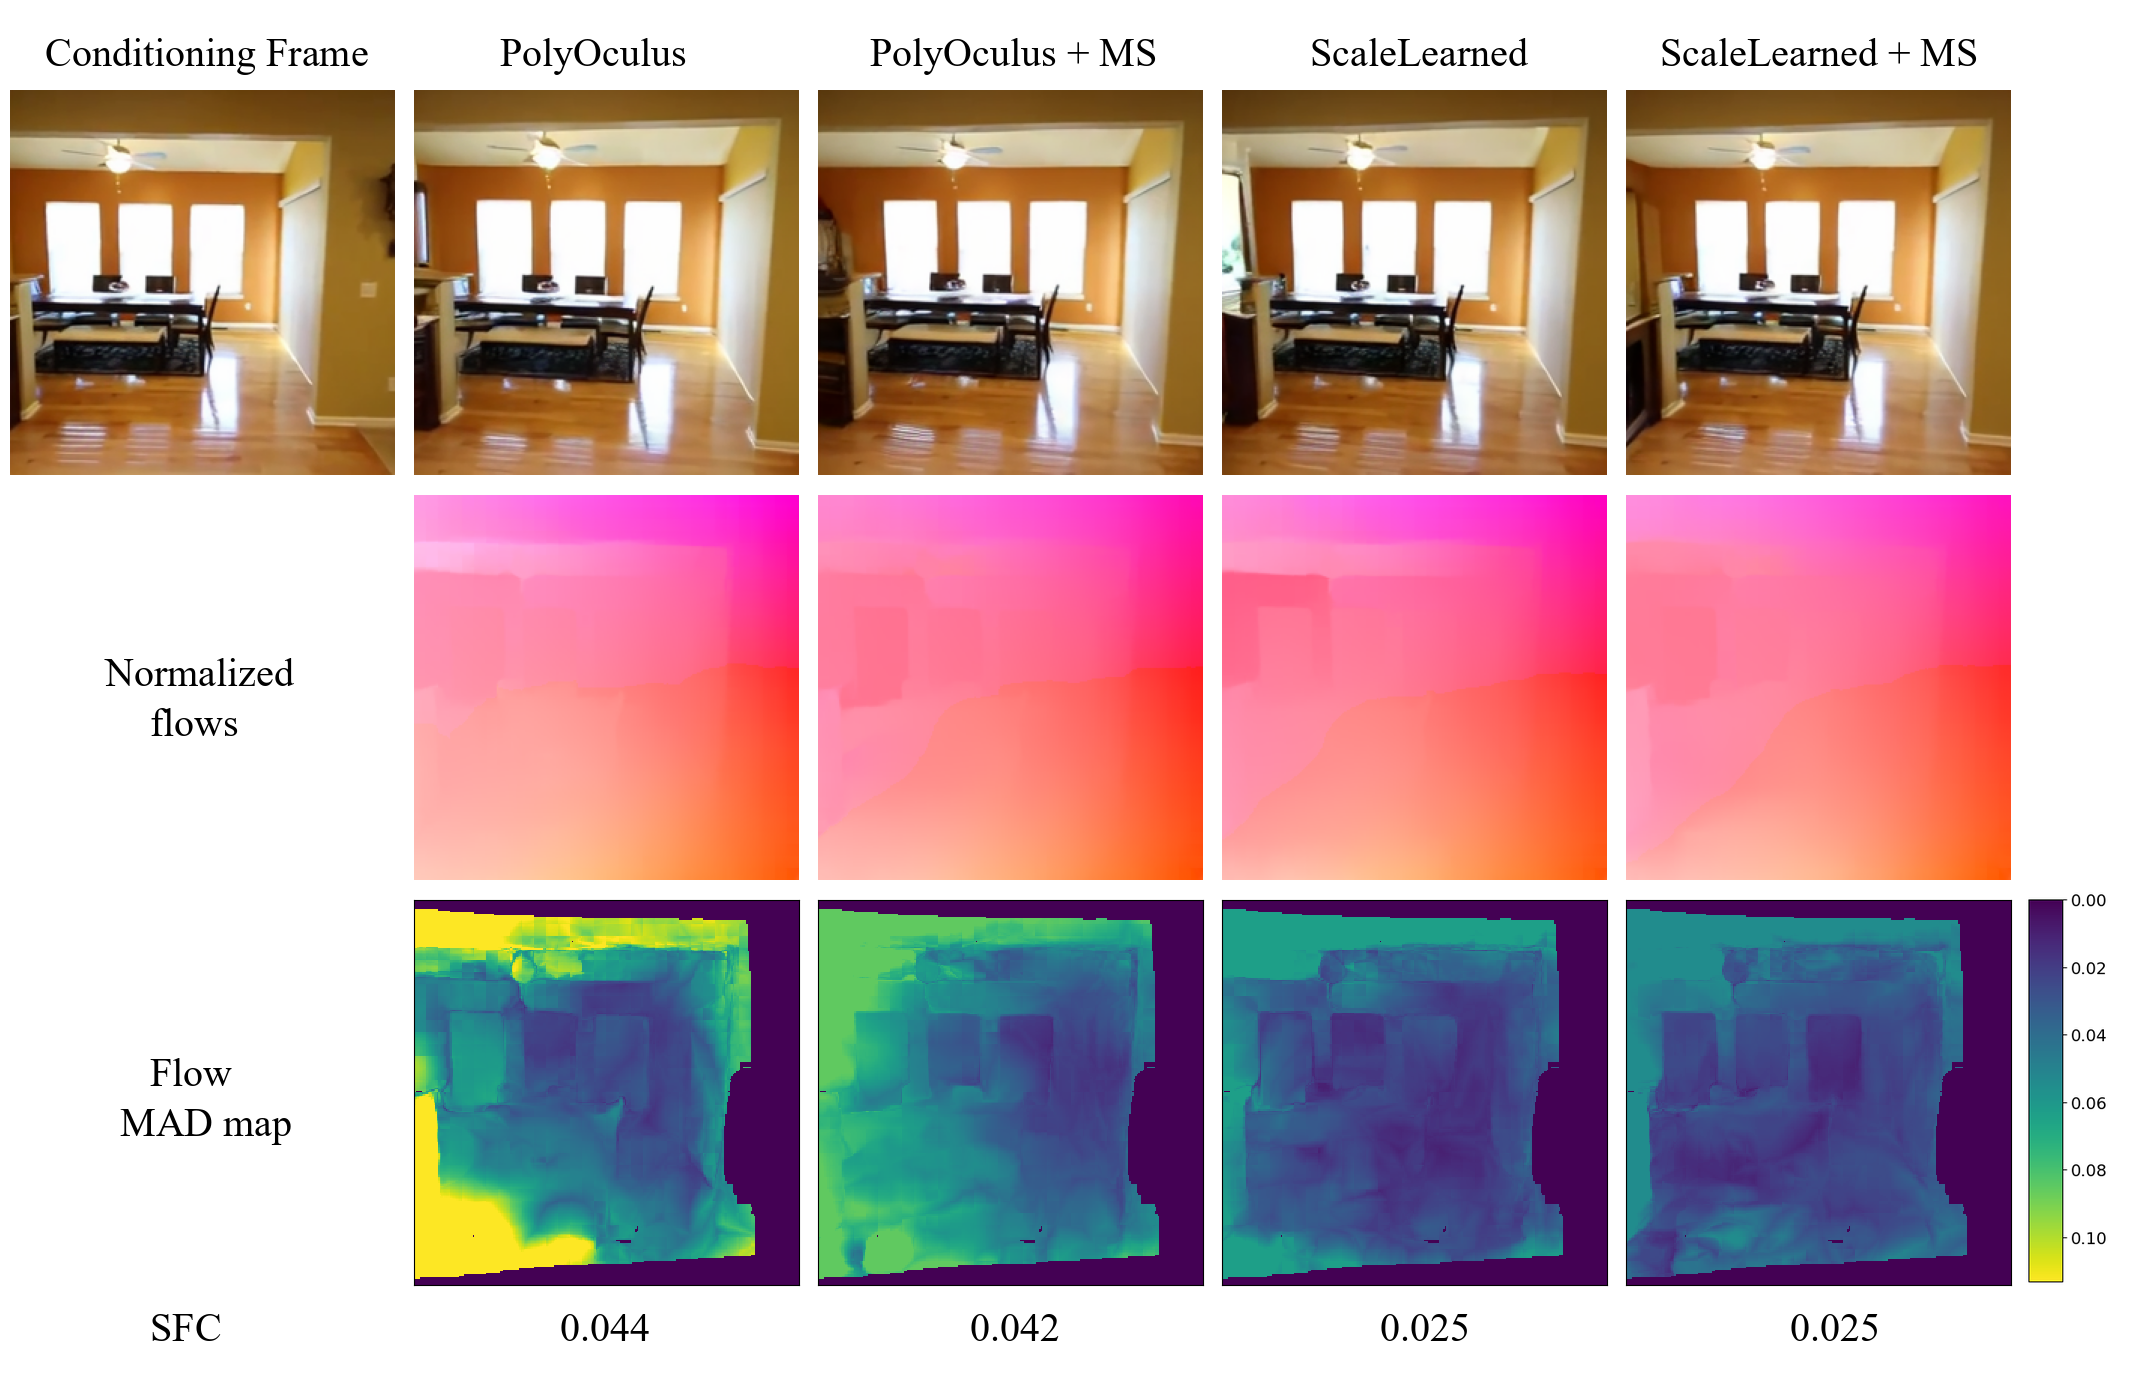 Conditioning Frame
PolyOculus
PolyOculus + MS
ScaleLearned
ScaleLearned + MS
Normalized
flows
Flow
MAD map
0.00
0.02
0.04
0.06
0.08
0.10
SFC
0.044
0.042
0.025
0.025